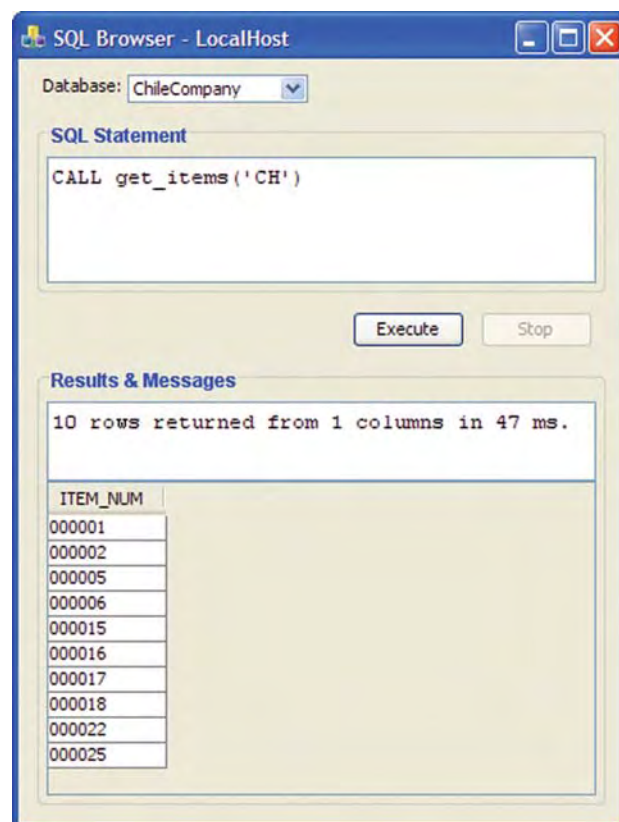 SQL Browser - LocalHost
Database: ChileCompany
SQL Statement
CALL get_items('CH')
Execute Stop
Results & Messages
10 rows returned from 1 columns in 47 ms.
ITEM_NUM
000001
000002
000005
000006
000015
000016
000017
000018
000022
000025